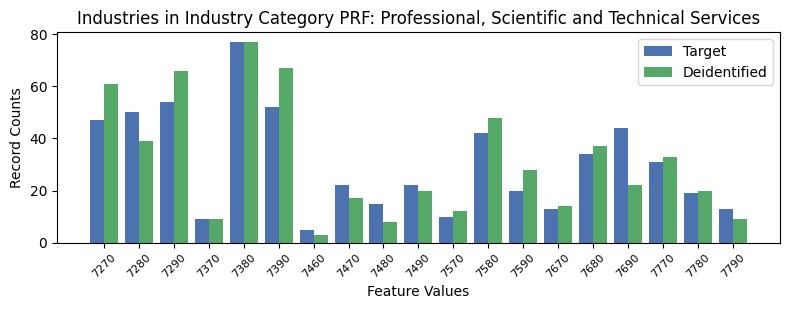 Industries in Industry Category PRF: Professional, Scientific and Technical Services
Target
Deidentified
Record Counts
80
60
40
20
0
7270 7280 7290 7370 7380 7390 7460 7470 7480 7490 7570 7580 7590 7670 7680 7690 7770 7780 7790
Feature Values